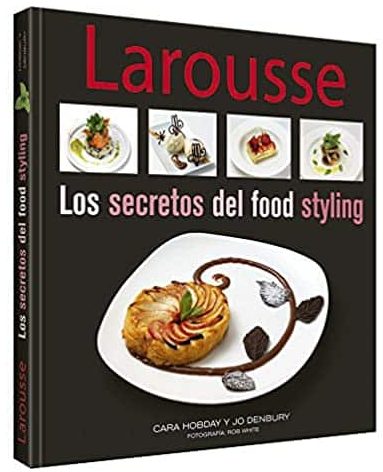 Larousse
Los secretos del food styling
CARA HOBDAY Y JO DENBURY
FOTOGRAFÍA: ROB WHITE
Larousse
Los secretos del food styling